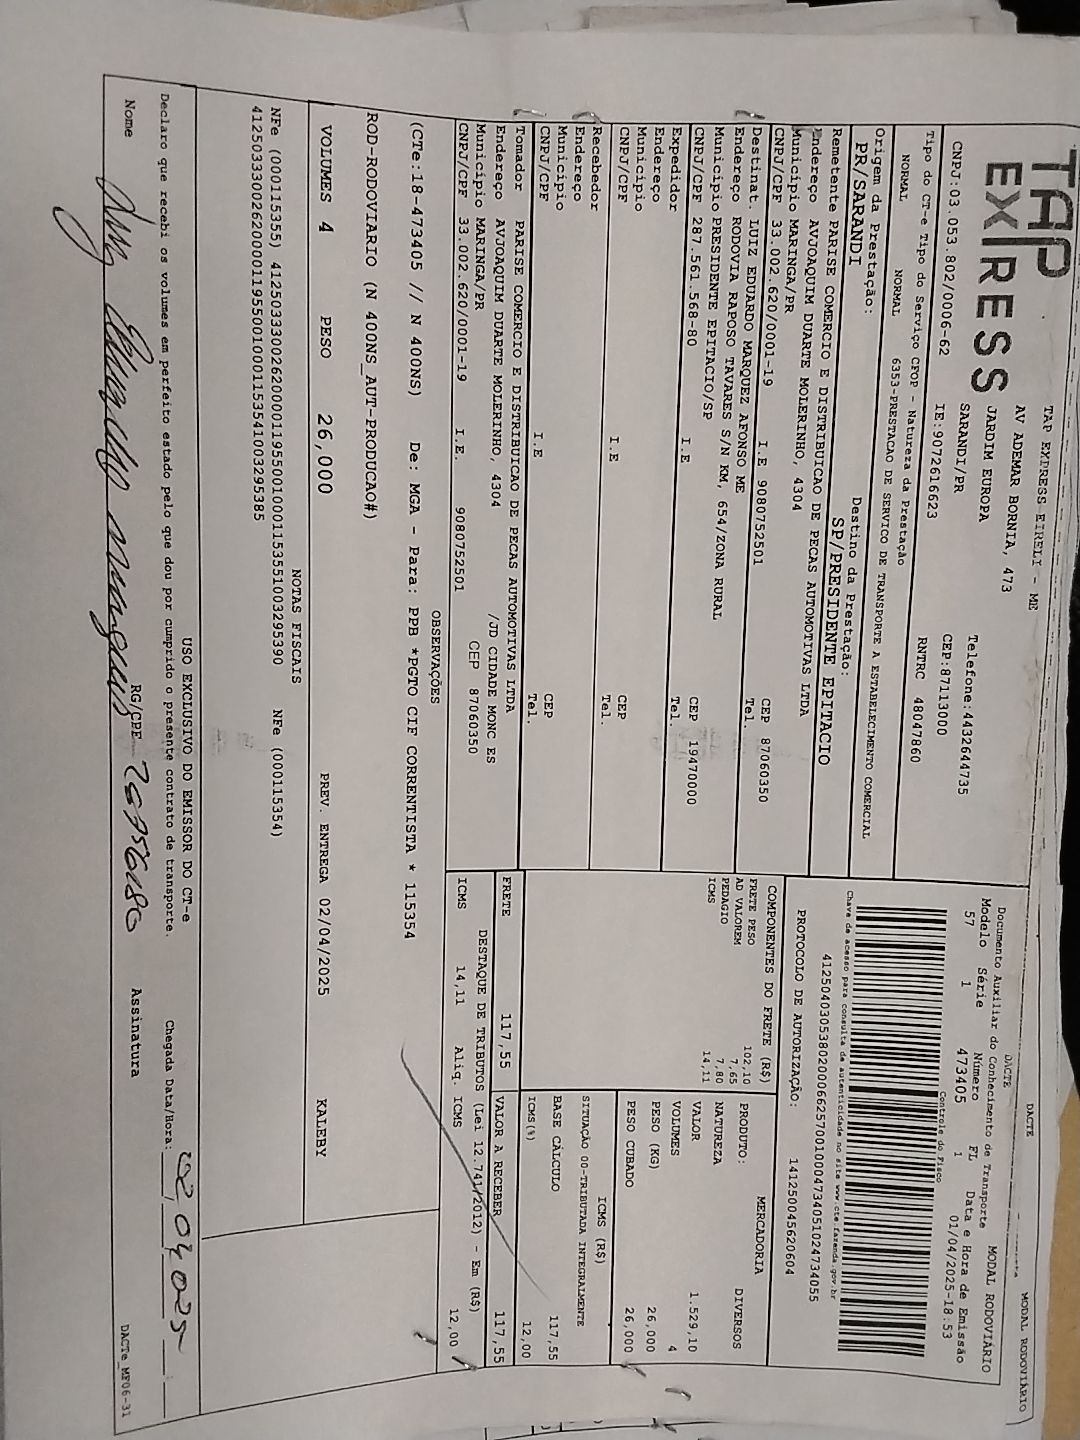 DACTE MODAL RODOVIÁRIO
TAP EXPRESS
TAP EXPRESS EIRELI - ME
AV ADEMAR BORNIA, 473
JARDIM EUROPA
SARANDI/PR
Telefone:4432644735
CEP:87113000
CNPJ:03.053.802/0006-62 IE:9072616623 RNTRC 48047860
Tipo do CT-e Tipo do Serviço CFOP - Natureza da Prestação
NORMAL NORMAL 6353-PRESTACAO DE SERVICO DE TRANSPORTE A ESTABELECIMENTO COMERCIAL
Origem da Prestação: Destino da Prestação:
PR/SARANDI SP/PRESIDENTE EPITACIO
DACTE MODAL RODOVIÁRIO
Documento Auxiliar do Conhecimento de Transporte
Modelo Série Número FL Data e Hora de Emissão
57 1 473405 1 01/04/2025-18:53
Controle do Fisco
Chave de acesso para consulta de autenticidade no site www.cte.fazenda.gov.br
41250403053802000662570010004734051024734055
PROTOCOLO DE AUTORIZAÇÃO: 141250045620604
Remetente PARISE COMERCIO E DISTRIBUICAO DE PECAS AUTOMOTIVAS LTDA
Endereço AVJOAQUIM DUARTE MOLERINHO, 4304
Município MARINGA/PR CEP 87060350
CNPJ/CPF 33.002.620/0001-19 I.E 9080752501 Tel.
Destinat. LUIZ EDUARDO MARQUEZ AFONSO ME
Endereço RODOVIA RAPOSO TAVARES S/N KM, 654/ZONA RURAL
Município PRESIDENTE EPITACIO/SP CEP 19470000
CNPJ/CPF 287.561.568-80 I.E Tel.
Expedidor
Endereço
Município CEP
CNPJ/CPF I.E Tel.
Recebedor
Endereço
Município CEP
CNPJ/CPF I.E Tel.
Tomador PARISE COMERCIO E DISTRIBUICAO DE PECAS AUTOMOTIVAS LTDA
Endereço AVJOAQUIM DUARTE MOLERINHO, 4304 /JD CIDADE MONC ES
Município MARINGA/PR CEP 87060350
CNPJ/CPF 33.002.620/0001-19 I.E. 9080752501
COMPONENTES DO FRETE (R$)
FRETE PESO 102,10
AD VALOREM 7,65
PEDAGIO 7,80
ICMS 14,11
MERCADORIA
PRODUTO: DIVERSOS
NATUREZA
VALOR 1.529,10
VOLUMES 4
PESO (KG) 26,000
PESO CUBADO 26,000
ICMS (R$)
SITUAÇÃO 00-TRIBUTADA INTEGRALMENTE
BASE CÁLCULO 117,55
ICMS(%) 12,00
FRETE 117,55 VALOR A RECEBER 117,55
DESTAQUE DE TRIBUTOS (Lei 12.741/2012) - Em (R$)
ICMS 14,11 Aliq. ICMS 12,00
OBSERVAÇÕES
(CTe:18-473405 // N 400NS) De: MGA - Para: PPB *PGTO CIF CORRENTISTA * 115354
ROD-RODOVIARIO (N 400NS_AUT-PRODUCAO#)
VOLUMES 4 PESO 26,000 PREV. ENTREGA 02/04/2025 KALEBY
NOTAS FISCAIS
NFe (000115355) 41250333002620000119550010001153551003295390 NFe (000115354)
41250333002620000119550010001153541003295385
USO EXCLUSIVO DO EMISSOR DO CT-e
Declaro que recebi os volumes em perfeito estado pelo que dou por cumprido o presente contrato de transporte. Chegada Data/Hora:
Nome RG/CPF Assinatura
DACTe_MF06-31